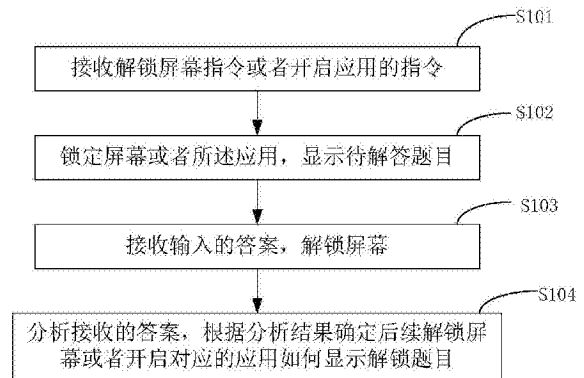 S101
接收解锁屏幕指令或者开启应用的指令
S102
锁定屏幕或者所述应用，显示待解答题目
S103
接收输入的答案，解锁屏幕
S104
分析接收的答案，根据分析结果确定后续解锁屏
幕或者开启对应的应用如何显示解锁题目